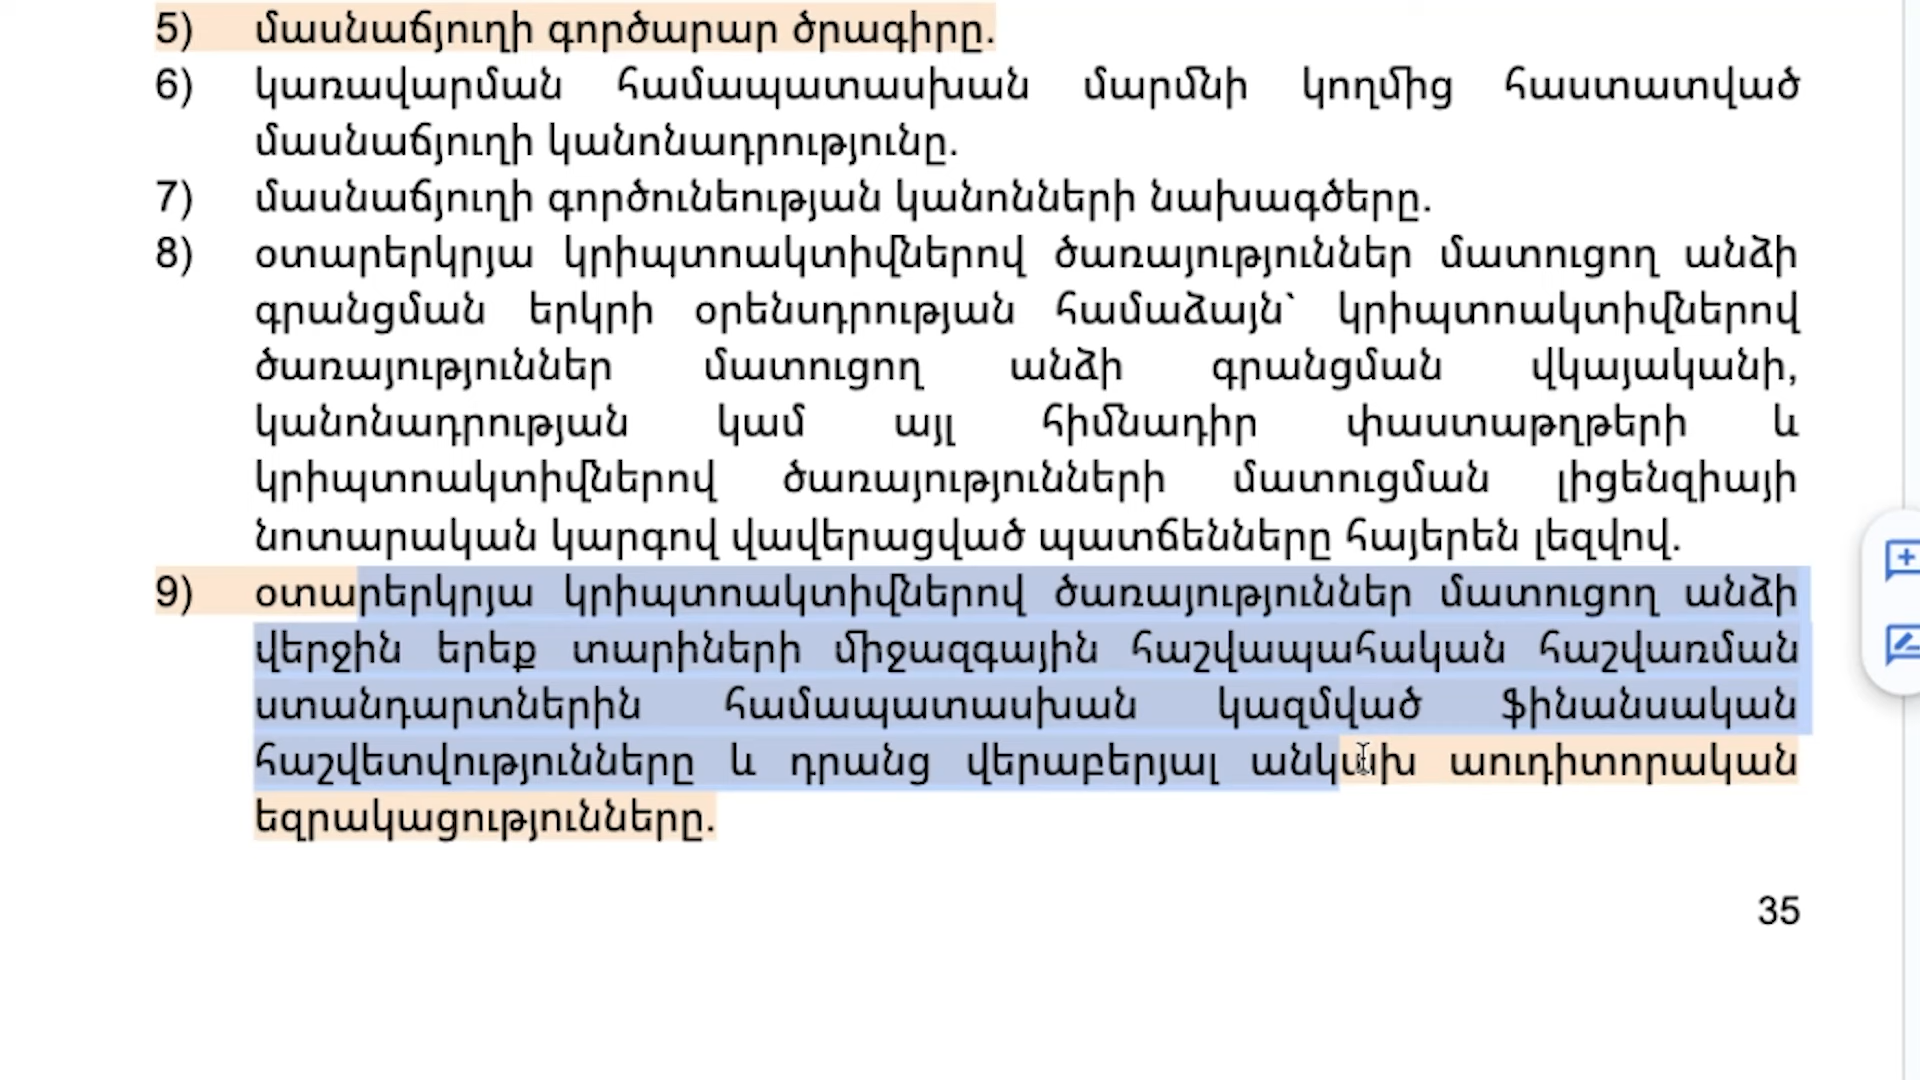 5) մասնաճյուղի գործարար ծրագիրը.
6) կառավարման համապատասխան մարմնի կողմից հաստատված
մասնաճյուղի կանոնադրությունը.
7) մասնաճյուղի գործունեության կանոնների նախագծերը.
8) օտարերկրյա կրիպտոակտիվներով ծառայություններ մատուցող անձի
գրանցման երկրի օրենսդրության համաձայն՝ կրիպտոակտիվներով
ծառայություններ մատուցող անձի գրանցման վկայականի,
կանոնադրության կամ այլ հիմնադիր փաստաթղթերի և
կրիպտոակտիվներով ծառայությունների մատուցման լիցենզիայի
նոտարական կարգով վավերացված պատճենները հայերեն լեզվով.
9) օտարերկրյա կրիպտոակտիվներով ծառայություններ մատուցող անձի
վերջին երեք տարիների միջազգային հաշվապահական հաշվառման
ստանդարտներին համապատասխան կազմված ֆինանսական
հաշվետվությունները և դրանց վերաբերյալ անկախ աուդիտորական
եզրակացությունները.
35